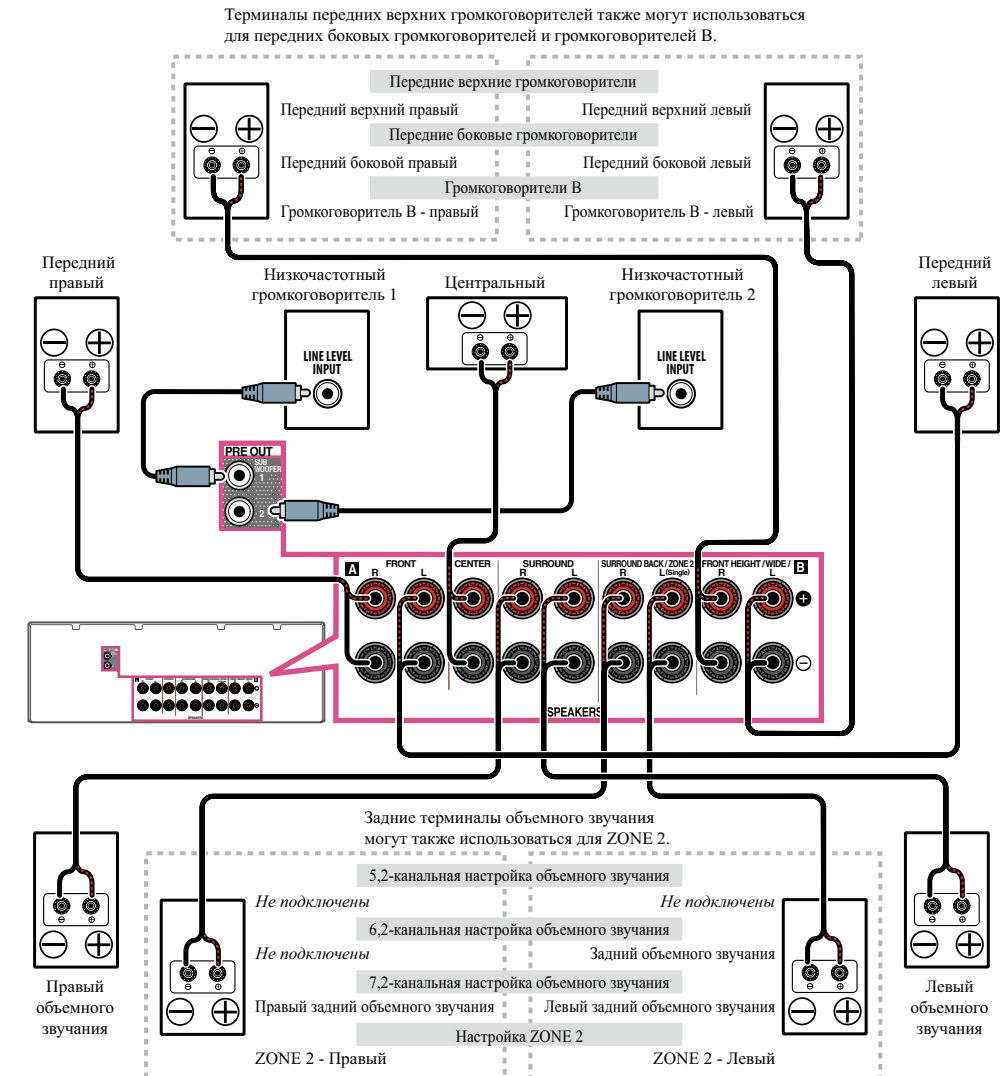 Терминалы передних верхних громкоговорителей также могут использоваться
для передних боковых громкоговорителей и громкоговорителей B.
Передние верхние громкоговорители
Передний верхний правый
Передний верхний левый
Передние боковые громкоговорители
Передний боковой правый
Передний боковой левый
Громкоговорители B
Громкоговоритель B - правый
Громкоговоритель B - левый
Передний
правый
Низкочастотный
громкоговоритель 1
Центральный
Низкочастотный
громкоговоритель 2
Передний
левый
LINE LEVEL
INPUT
LINE LEVEL
INPUT
PRE OUT
SUB
WOOFER
1
2
A
FRONT
R
L
CENTER
SURROUND
R
L
SURROUND BACK / ZONE 2
R
L (Single)
FRONT HEIGHT / WIDE / B
R
L
SPEAKERS
Задние терминалы объемного звучания
могут также использоваться для ZONE 2.
5,2-канальная настройка объемного звучания
Не подключены
Не подключены
6,2-канальная настройка объемного звучания
Не подключены
Задний объемного звучания
7,2-канальная настройка объемного звучания
Правый задний объемного звучания
Левый задний объемного звучания
Настройка ZONE 2
ZONE 2 - Правый
ZONE 2 - Левый
Правый
объемного
звучания
Левый
объемного
звучания